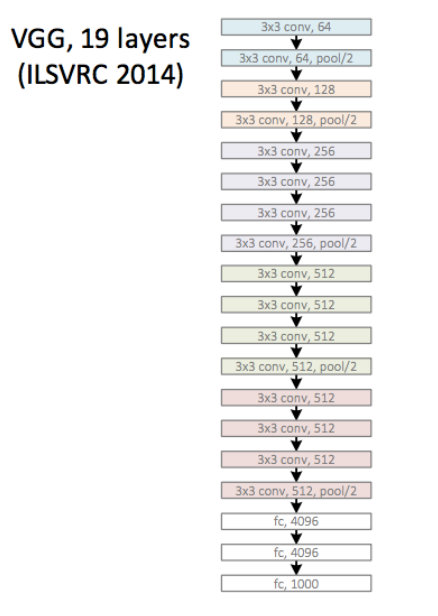 VGG, 19 layers
(ILSVRC 2014)
3x3 conv, 64
3x3 conv, 64, pool/2
3x3 conv, 128
3x3 conv, 128, pool/2
3x3 conv, 256
3x3 conv, 256
3x3 conv, 256
3x3 conv, 256, pool/2
3x3 conv, 512
3x3 conv, 512
3x3 conv, 512
3x3 conv, 512, pool/2
3x3 conv, 512
3x3 conv, 512
3x3 conv, 512
3x3 conv, 512, pool/2
fc, 4096
fc, 4096
fc, 1000